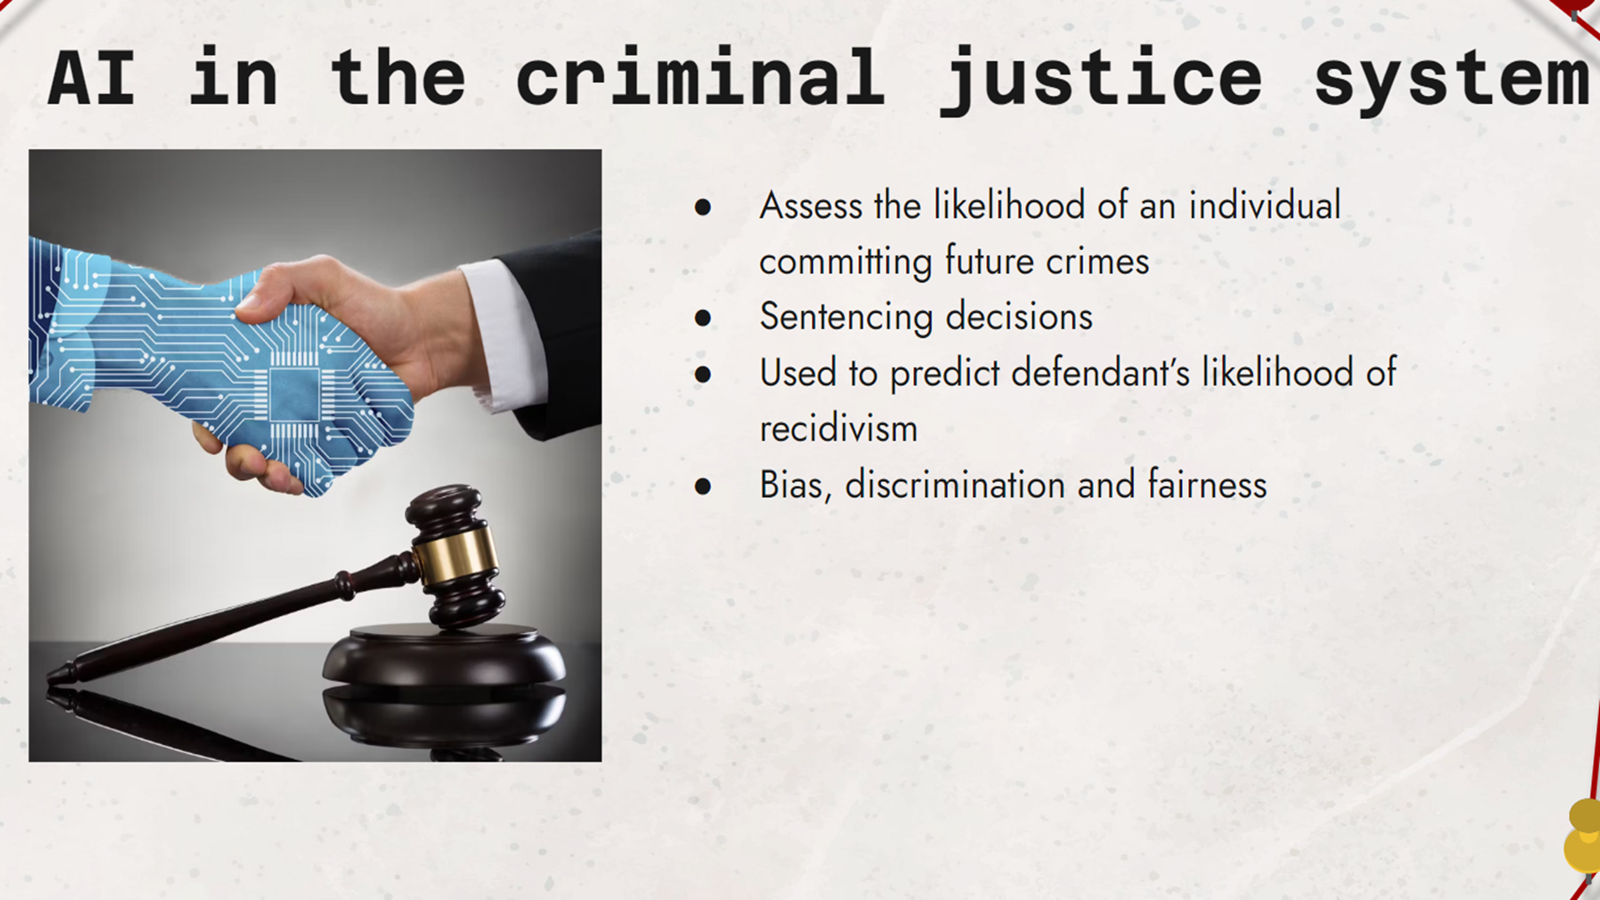 AI in the criminal justice system
● Assess the likelihood of an individual
committing future crimes
● Sentencing decisions
● Used to predict defendant’s likelihood of
recidivism
● Bias, discrimination and fairness